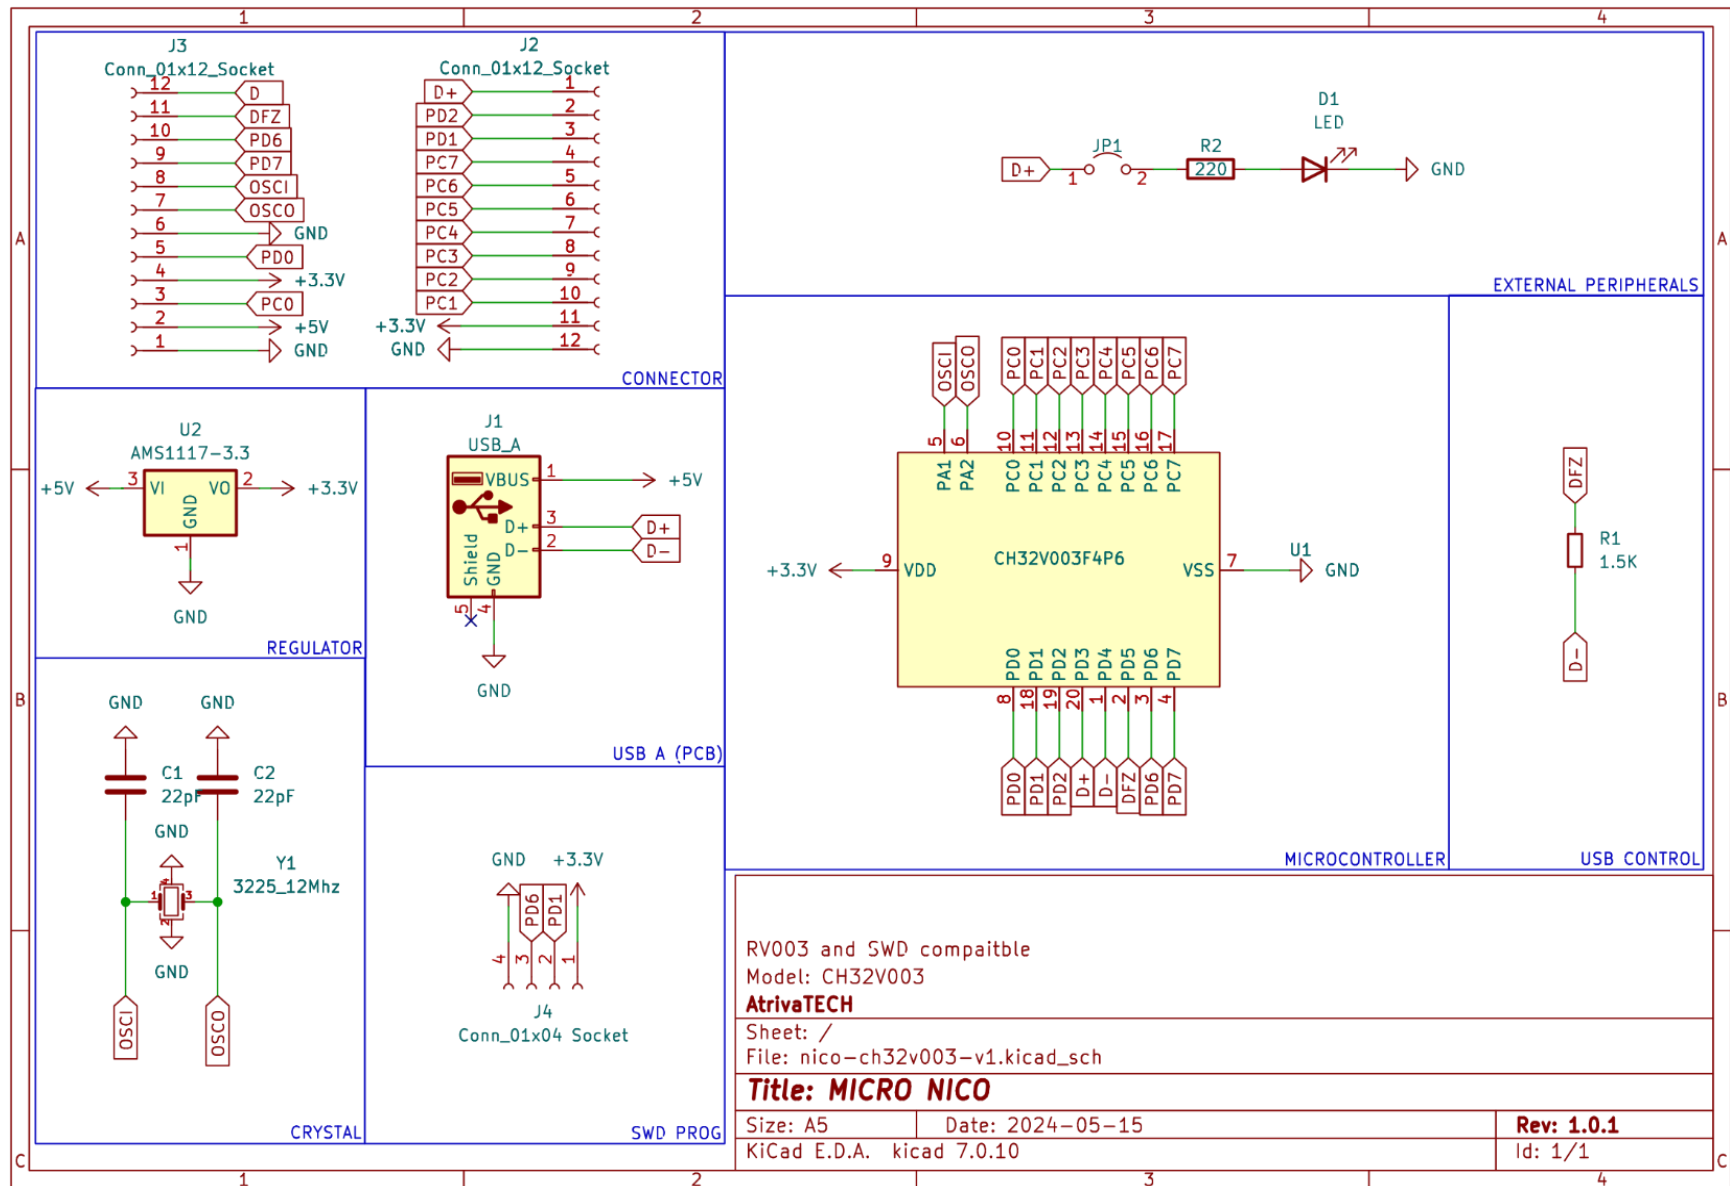 1 2 3 4
J3
Conn_01x12_Socket
12 D
11 DFZ
10 PD6
9 PD7
8 OSCI
7 OSCO
6 GND
5 PD0
4 +3.3V
3 PC0
2 +5V
1 GND
J2
Conn_01x12_Socket
D+ 1
PD2 2
PD1 3
PC7 4
PC6 5
PC5 6
PC4 7
PC3 8
PC2 9
PC1 10
+3.3V 11
GND 12
CONNECTOR
D1
LED
JP1 R2
D+ 1 2 220 GND
EXTERNAL PERIPHERALS
A A
U2
AMS1117-3.3
+5V 3 VI VO 2 +3.3V
GND
1
GND
REGULATOR
J1
USB_A
VBUS 1 +5V
D+ 3 D+
D- 2 D-
Shield GND
5 4
GND
USB A (PCB)
OSCI OSCO PC0 PC1 PC2 PC3 PC4 PC5 PC6 PC7
5 6 10 11 12 13 14 15 16 17
PA1 PA2 PC0 PC1 PC2 PC3 PC4 PC5 PC6 PC7
CH32V003F4P6
U1
+3.3V 9 VDD VSS 7 GND
PD0 PD1 PD2 PD3 PD4 PD5 PD6 PD7
8 18 19 20 1 2 3 4
PD0 PD1 PD2 D+ D- DFZ PD6 PD7
MICROCONTROLLER
DFZ
R1
1.5K
D-
USB CONTROL
B B
GND GND
C1 C2
22pF 22pF
GND
Y1
3225_12Mhz
4
1 3
2
GND
OSCI OSCO
CRYSTAL
GND +3.3V
PD6 PD1
4 3 2 1
J4
Conn_01x04 Socket
SWD PROG
RV003 and SWD compaitble
Model: CH32V003
AtrivaTECH
Sheet: /
File: nico-ch32v003-v1.kicad_sch
Title: MICRO NICO
Size: A5 Date: 2024-05-15 Rev: 1.0.1
KiCad E.D.A. kicad 7.0.10 Id: 1/1
C C
1 2 3 4